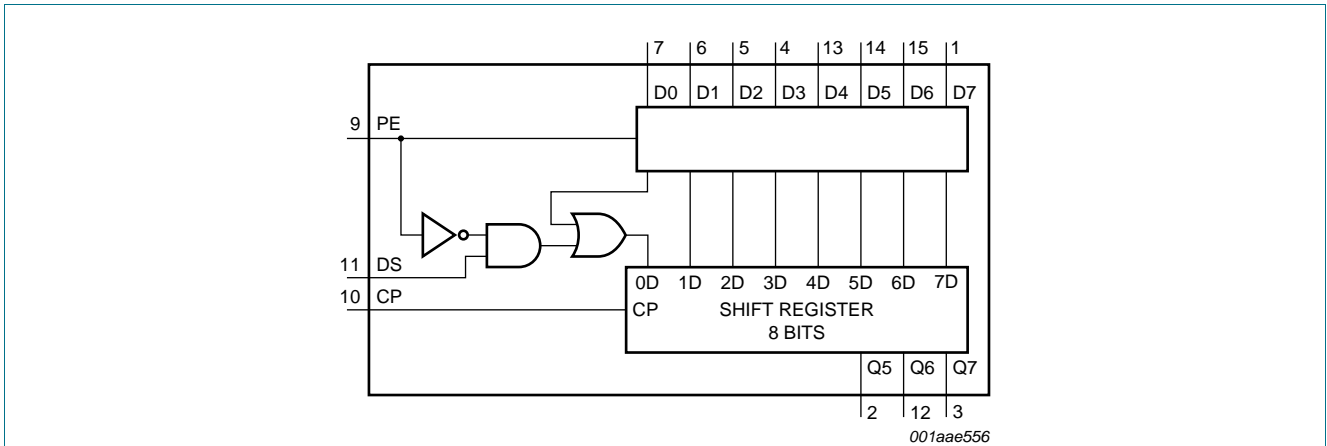 7 6 5 4 13 14 15 1
D0 D1 D2 D3 D4 D5 D6 D7
9 PE
11 DS
10 CP
0D 1D 2D 3D 4D 5D 6D 7D
CP SHIFT REGISTER
8 BITS
Q5 Q6 Q7
2 12 3
001aae556